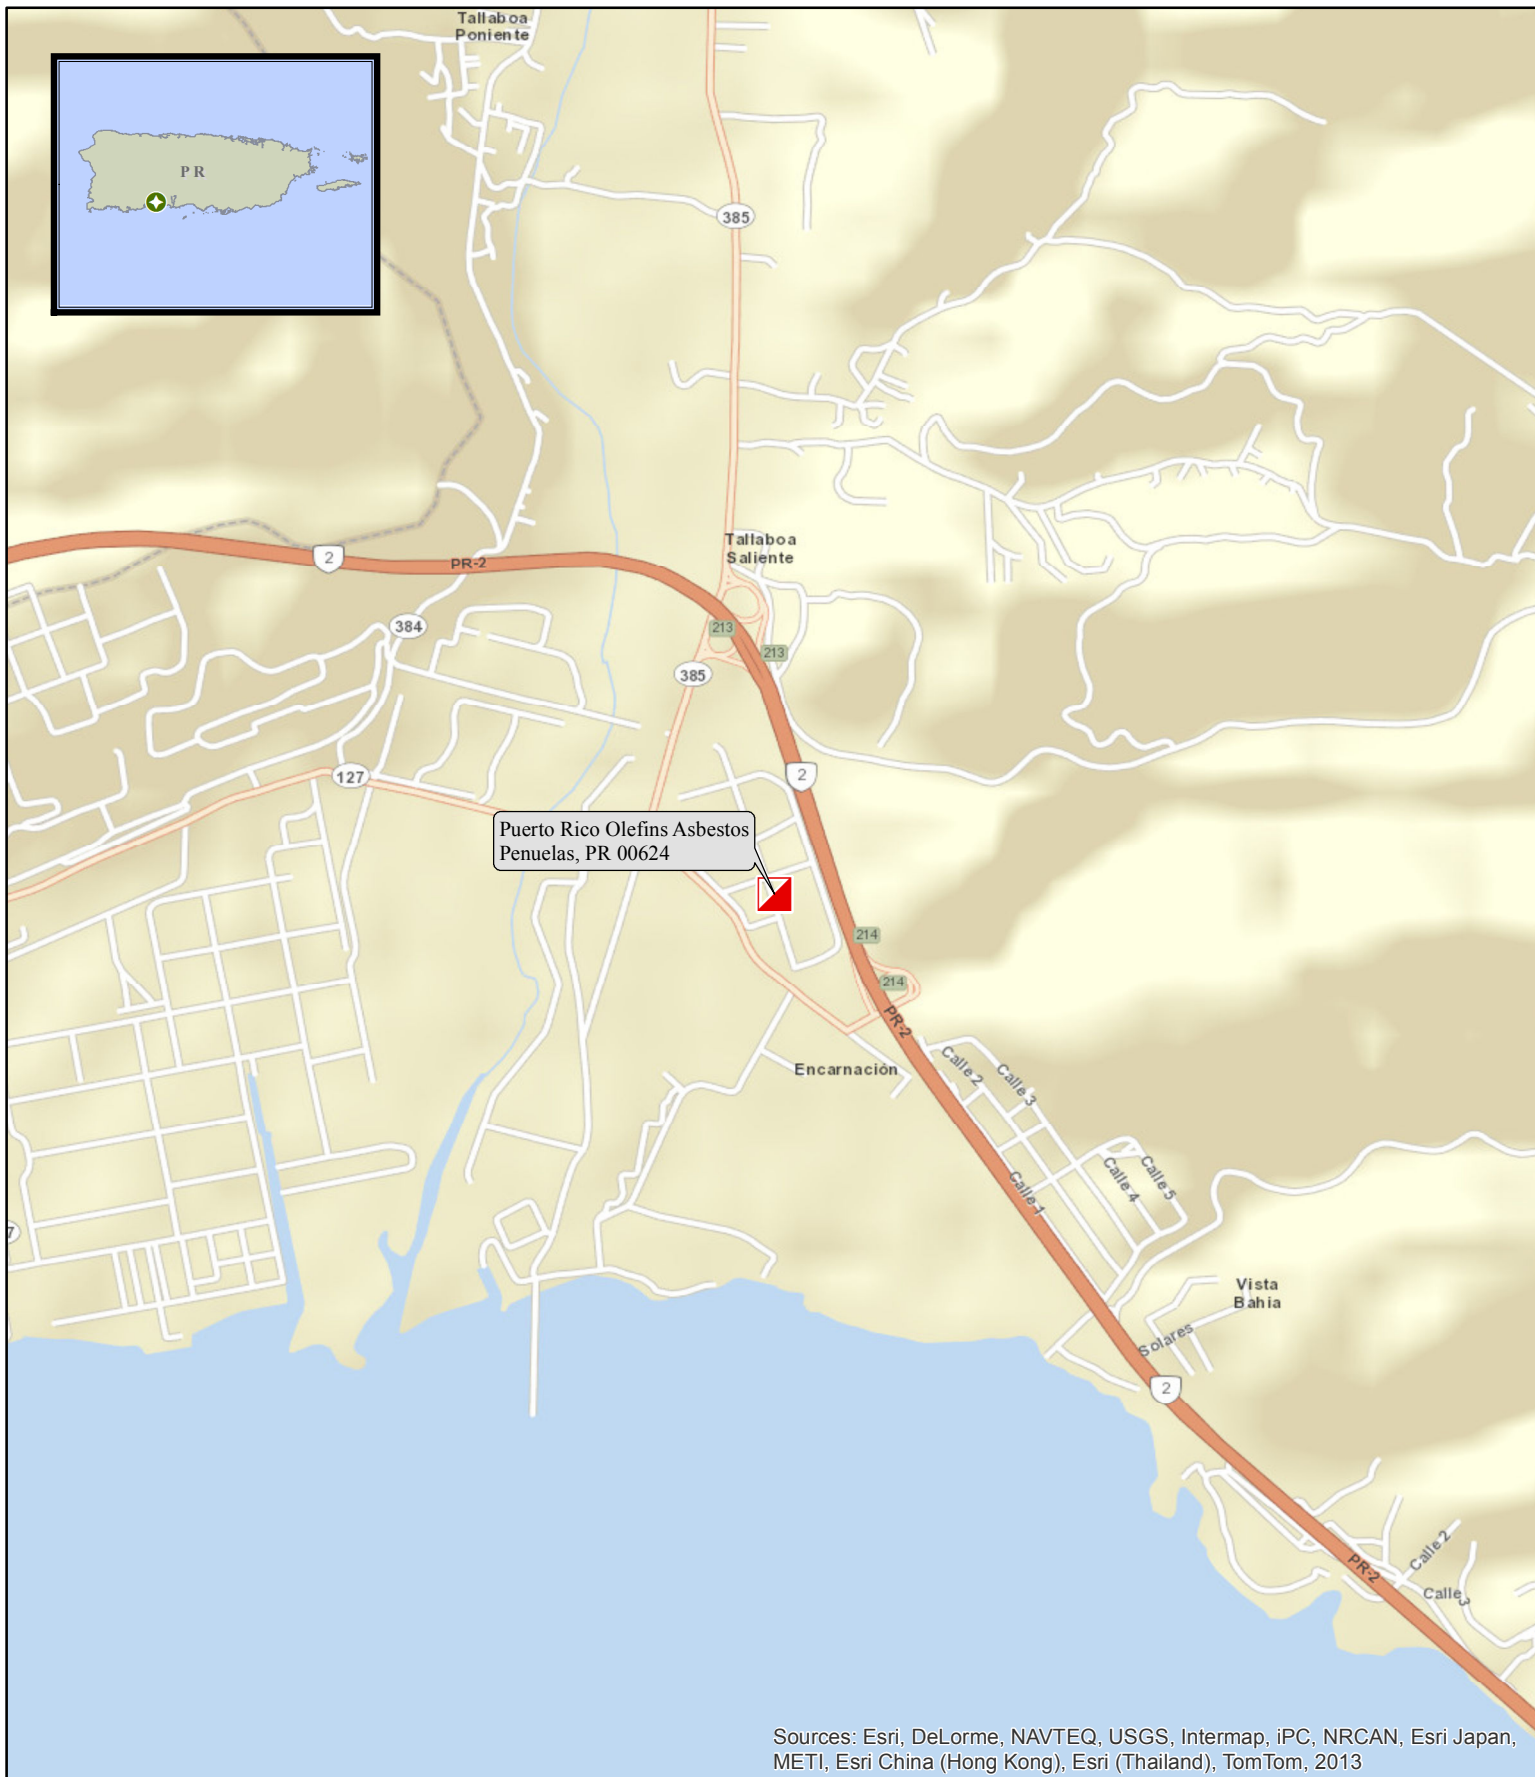 Tallaboa
Poniente
P R
385
2
PR-2
Tallaboa
Saliente
384
213
213
385
2
127
Puerto Rico Olefins Asbestos
Penuelas, PR 00624
214
214
PR-2
Encarnación
Calle 2
Calle 3
Calle 1
Calle 4
Calle 5
7
Vista
Bahia
Solares
2
PR-2
Calle 2
Calle 3
Sources: Esri, DeLorme, NAVTEQ, USGS, Intermap, iPC, NRCAN, Esri Japan,
METI, Esri China (Hong Kong), Esri (Thailand), TomTom, 2013